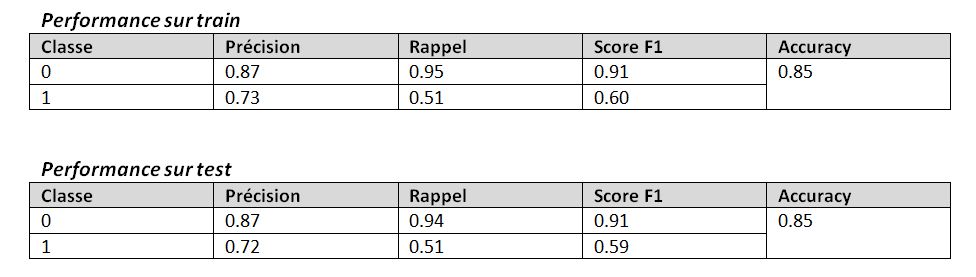 Performance sur train
Classe Précision Rappel Score F1 Accuracy
0 0.87 0.95 0.91 0.85
1 0.73 0.51 0.60
Performance sur test
Classe Précision Rappel Score F1 Accuracy
0 0.87 0.94 0.91 0.85
1 0.72 0.51 0.59